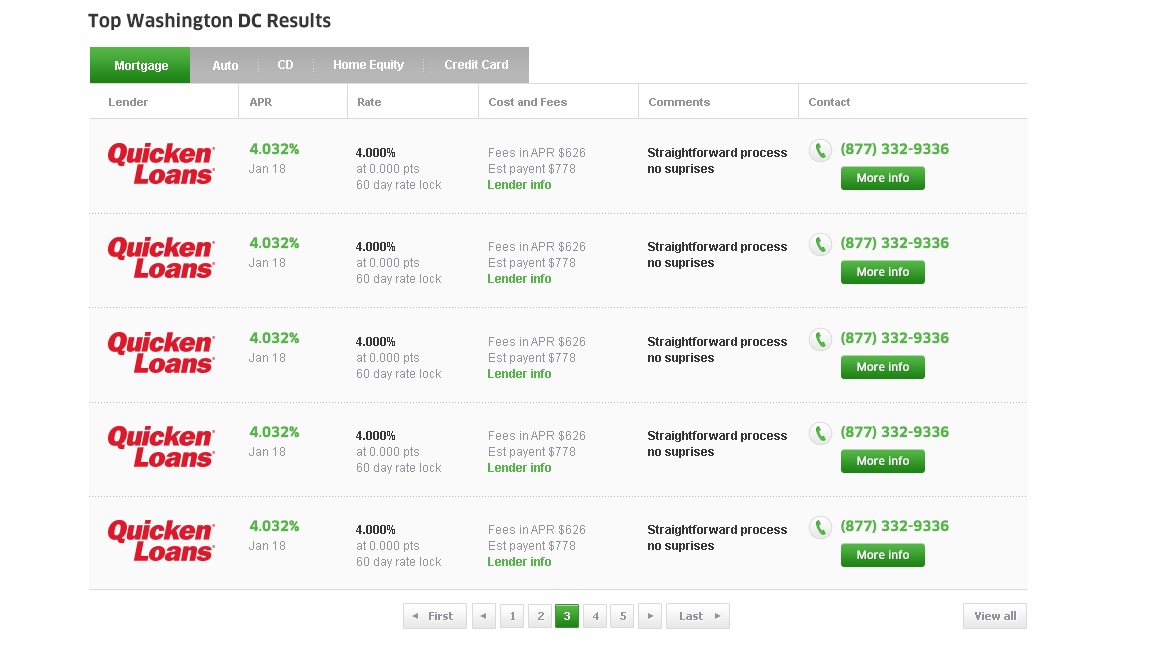 Top Washington DC Results
Mortgage Auto CD Home Equity Credit Card
Lender APR Rate Cost and Fees Comments Contact
Quicken Loans 4.032% 4.000% Fees in APR $626 Straightforward process (877) 332-9336
Jan 18 at 0.000 pts Est payent $778 no suprises More info
60 day rate lock Lender info
Quicken Loans 4.032% 4.000% Fees in APR $626 Straightforward process (877) 332-9336
Jan 18 at 0.000 pts Est payent $778 no suprises More info
60 day rate lock Lender info
Quicken Loans 4.032% 4.000% Fees in APR $626 Straightforward process (877) 332-9336
Jan 18 at 0.000 pts Est payent $778 no suprises More info
60 day rate lock Lender info
Quicken Loans 4.032% 4.000% Fees in APR $626 Straightforward process (877) 332-9336
Jan 18 at 0.000 pts Est payent $778 no suprises More info
60 day rate lock Lender info
Quicken Loans 4.032% 4.000% Fees in APR $626 Straightforward process (877) 332-9336
Jan 18 at 0.000 pts Est payent $778 no suprises More info
60 day rate lock Lender info
First 1 2 3 4 5 Last View all